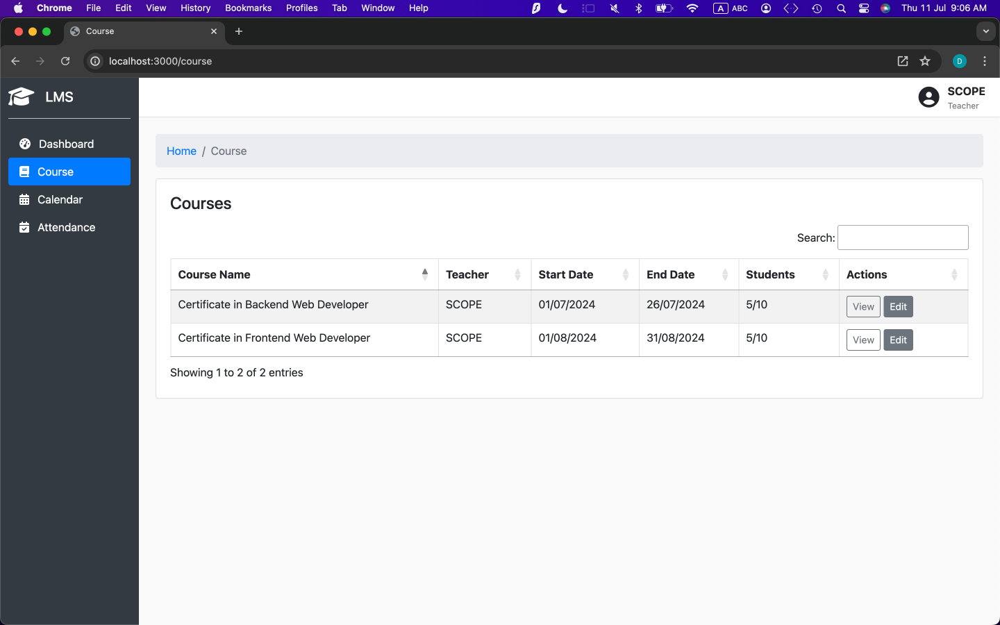 Chrome File Edit View History Bookmarks Profiles Tab Window Help A ABC Thu 11 Jul 9:06 AM
Course
localhost:3000/course D
LMS
SCOPE
Teacher
Dashboard
Course
Calendar
Attendance
Home / Course
Courses
Search:
Course Name Teacher Start Date End Date Students Actions
Certificate in Backend Web Developer SCOPE 01/07/2024 26/07/2024 5/10 View Edit
Certificate in Frontend Web Developer SCOPE 01/08/2024 31/08/2024 5/10 View Edit
Showing 1 to 2 of 2 entries